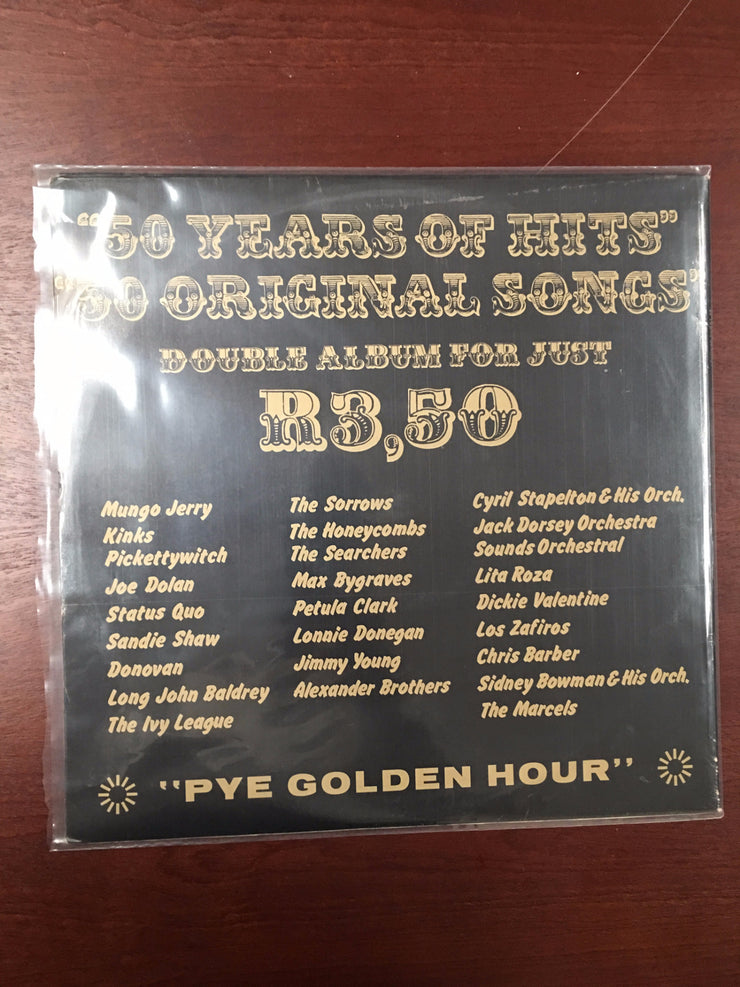 "50 YEARS OF HITS"
"50 ORIGINAL SONGS"
DOUBLE ALBUM FOR JUST
R3,50
Mungo Jerry
Kinks
Pickettywitch
Joe Dolan
Status Quo
Sandie Shaw
Donovan
Long John Baldrey
The Ivy League
The Sorrows
The Honeycombs
The Searchers
Max Bygraves
Petula Clark
Lonnie Donegan
Jimmy Young
Alexander Brothers
Cyril Stapelton & His Orch.
Jack Dorsey Orchestra
Sounds Orchestral
Lita Roza
Dickie Valentine
Los Zafiros
Chris Barber
Sidney Bowman & His Orch.
The Marcels
"PYE GOLDEN HOUR"